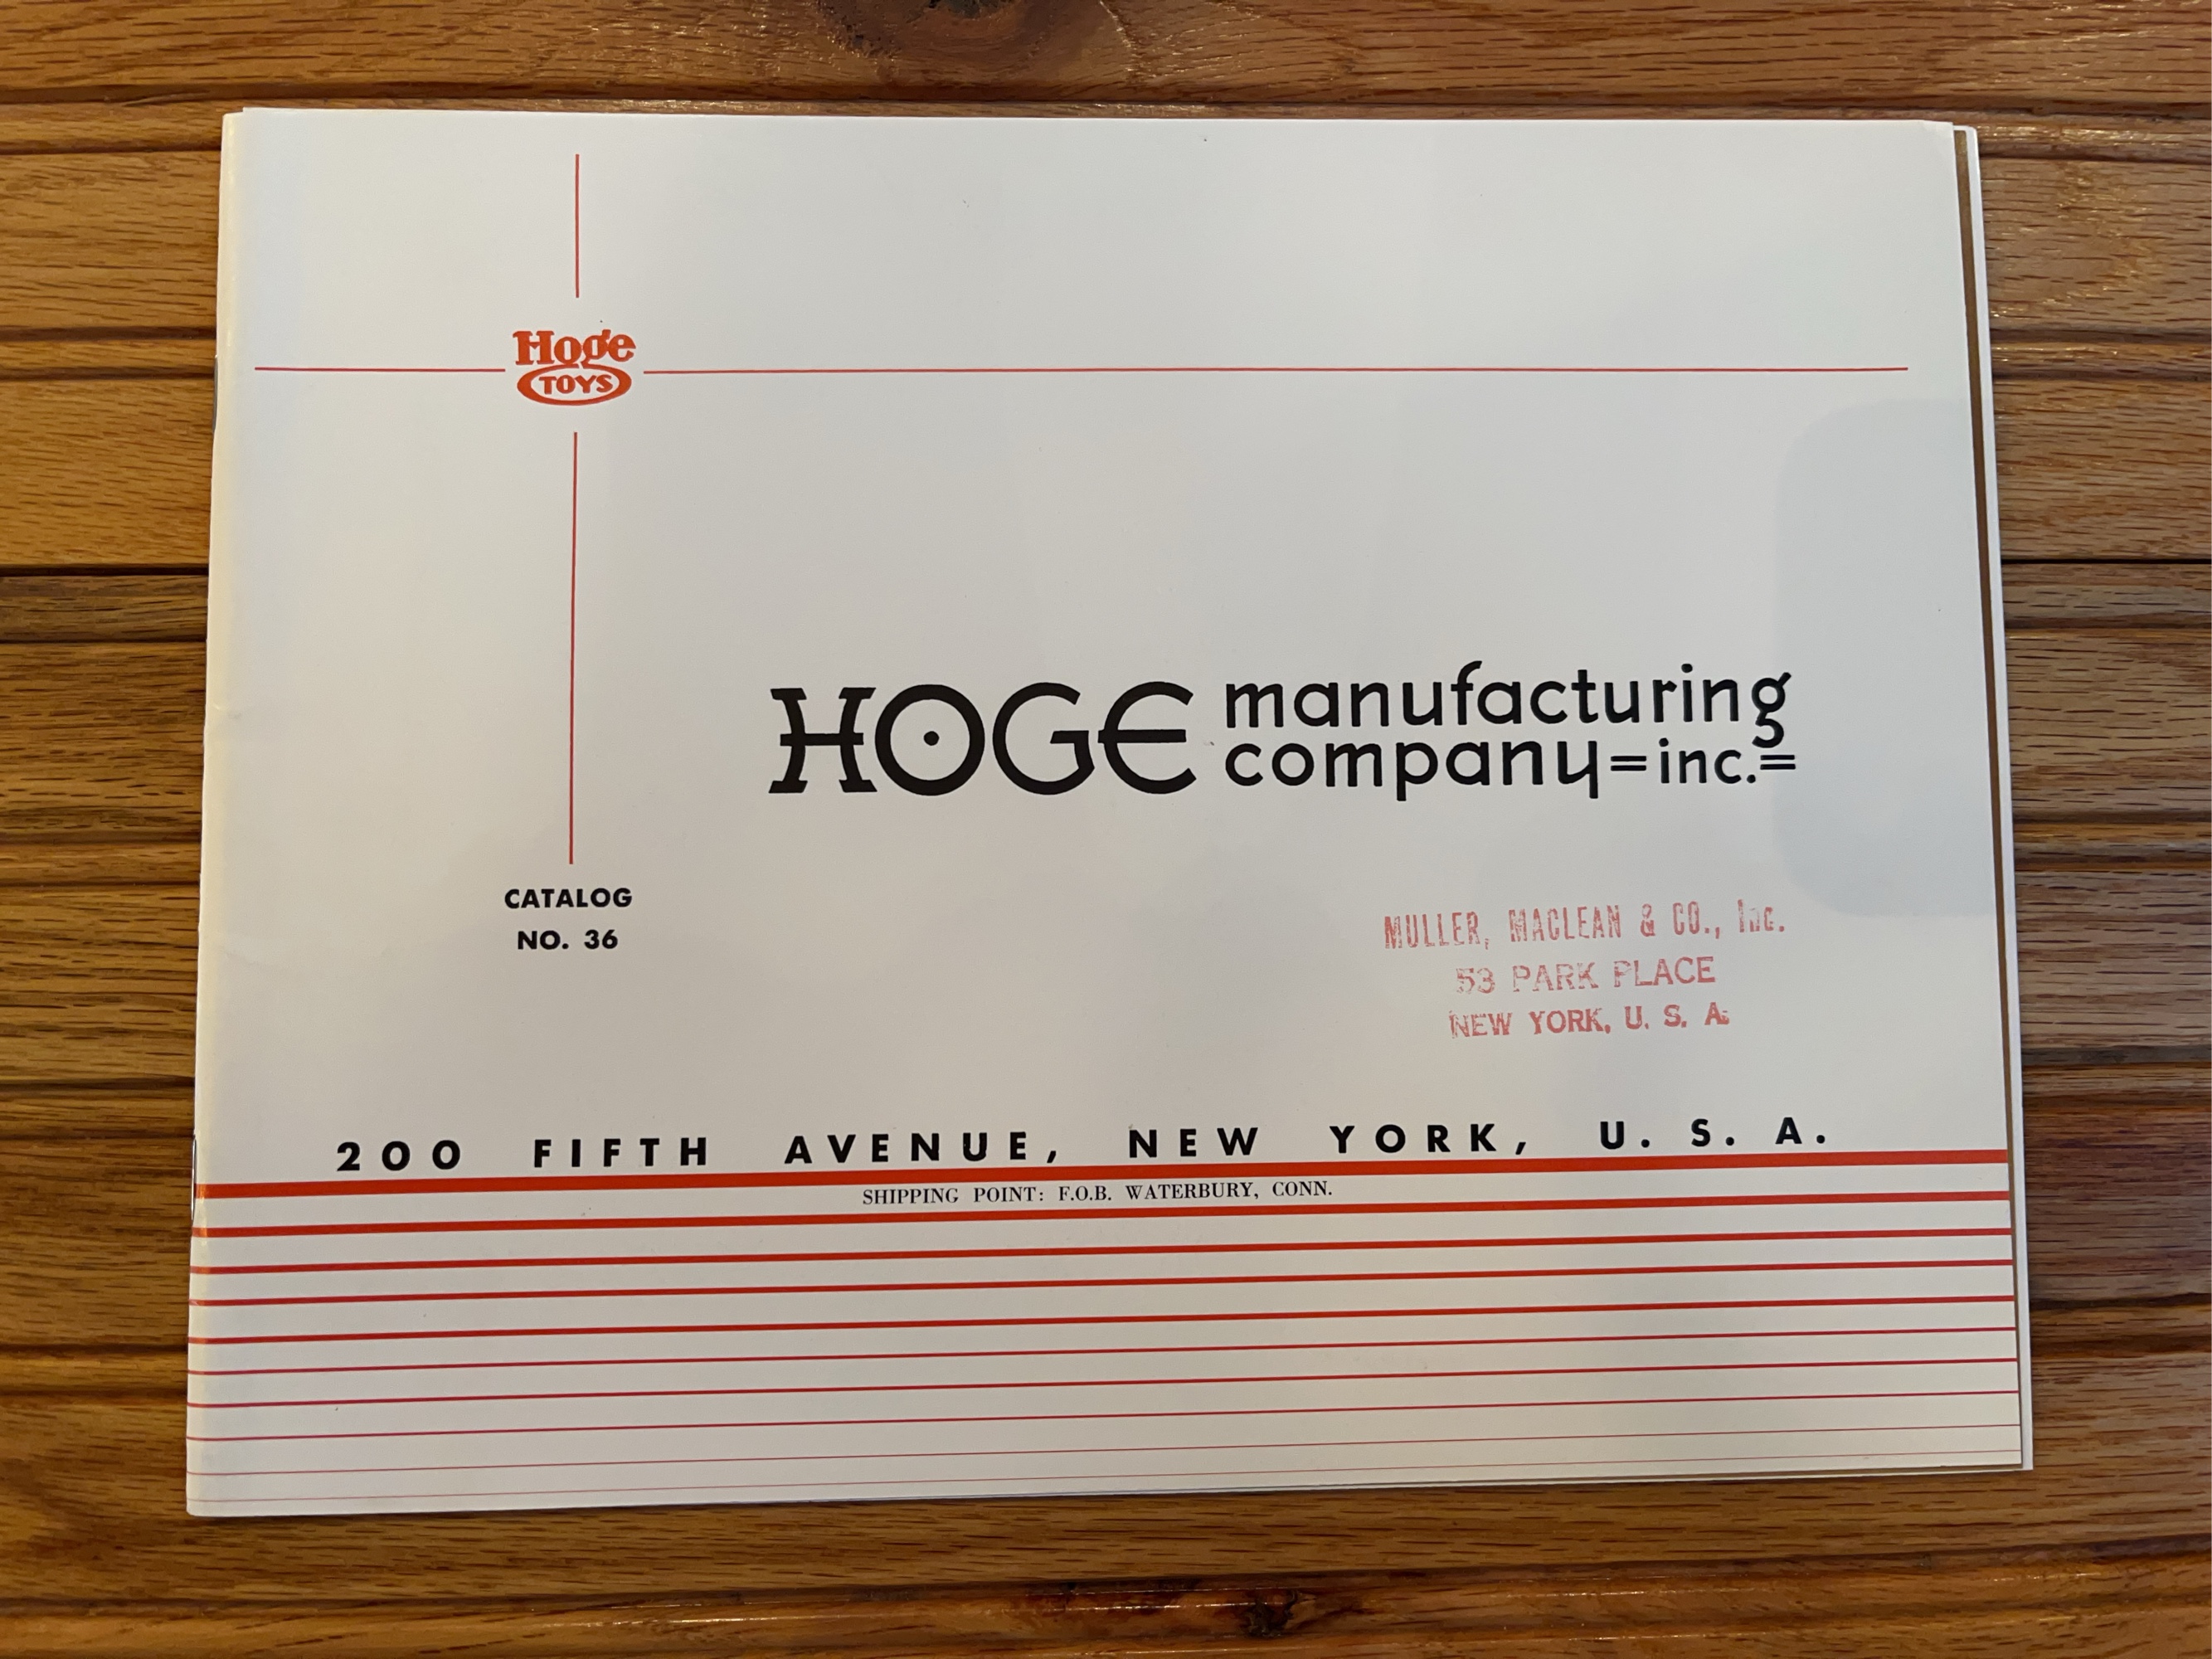 Hoge
TOYS
HOGE manufacturing
company=inc.=
CATALOG
NO. 36
MULLER, MACLEAN & CO., Inc.
53 PARK PLACE
NEW YORK, U. S. A.
200 FIFTH AVENUE, NEW YORK, U. S. A.
SHIPPING POINT: F.O.B. WATERBURY, CONN.